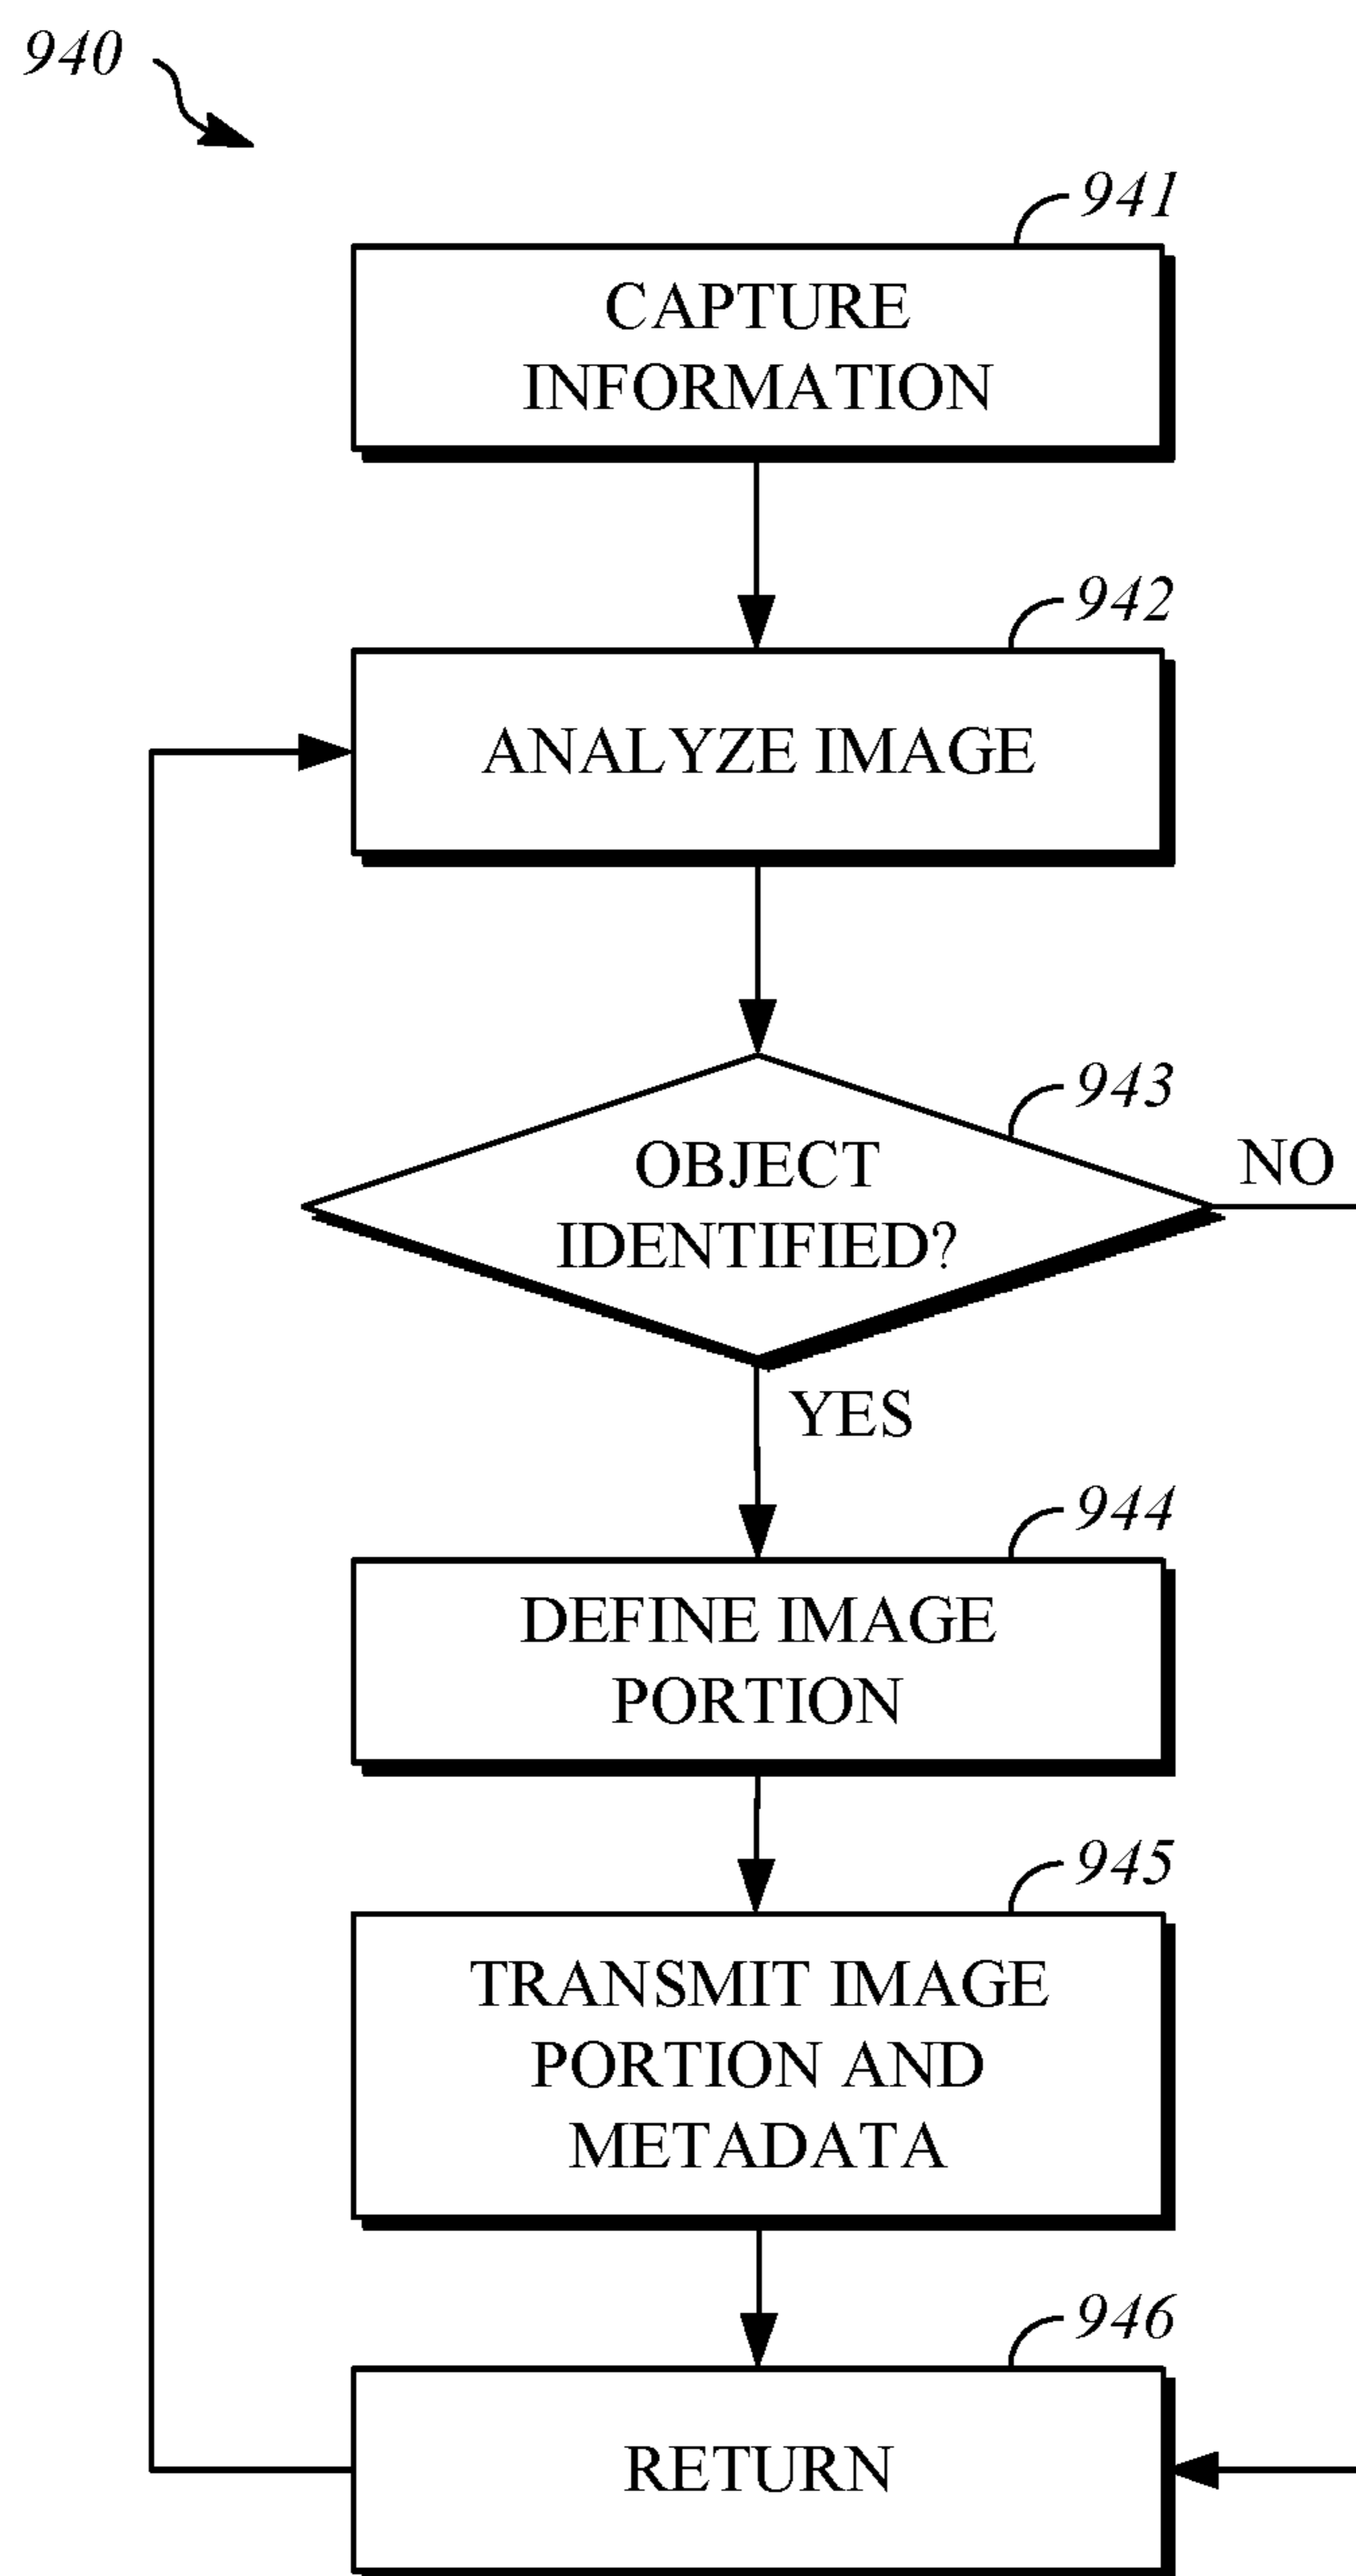 940
941
CAPTURE
INFORMATION
942
ANALYZE IMAGE
943
OBJECT
IDENTIFIED?
NO
YES
944
DEFINE IMAGE
PORTION
945
TRANSMIT IMAGE
PORTION AND
METADATA
946
RETURN